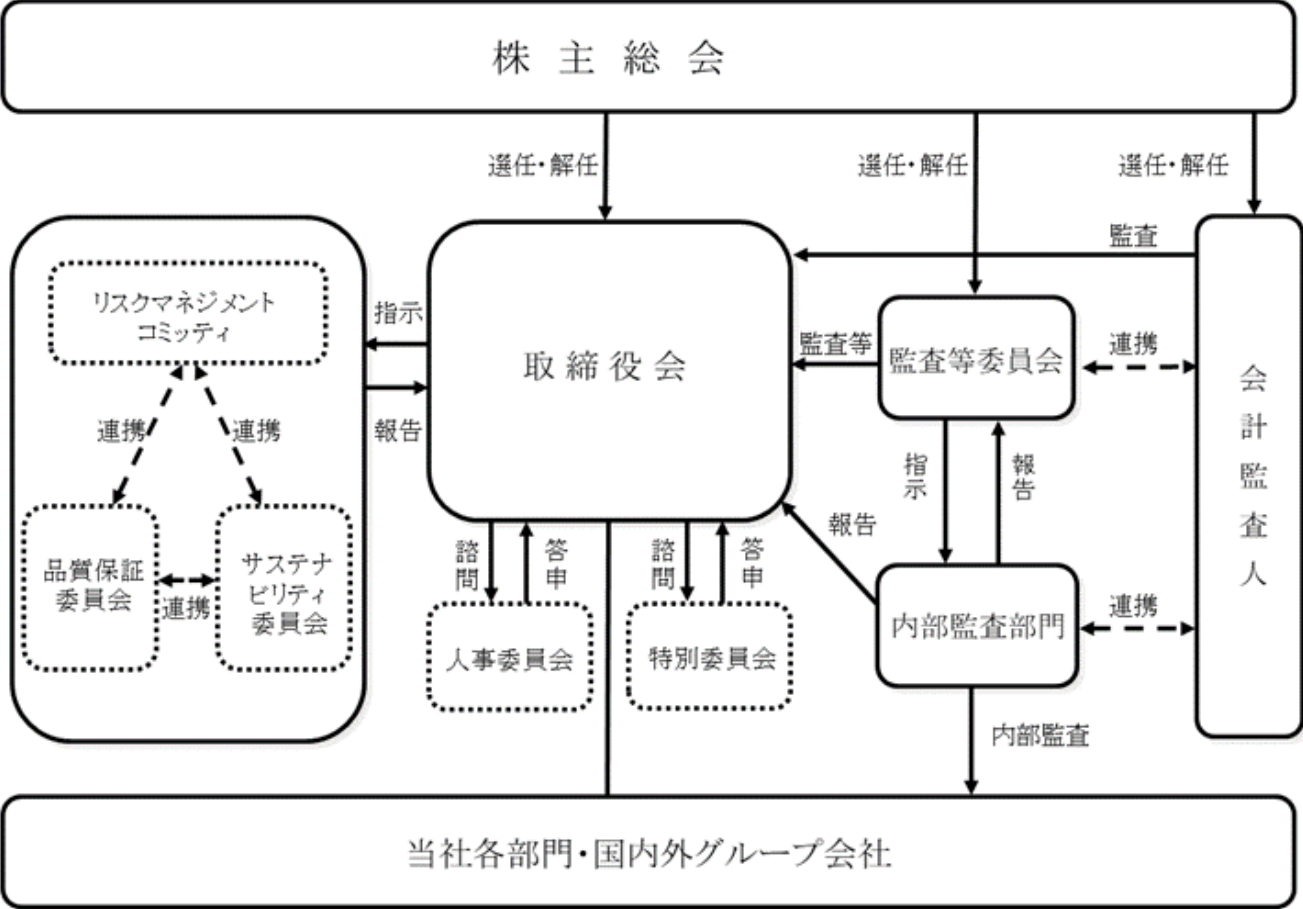 株主総会
選任・解任
選任・解任
選任・解任
監査
リスクマネジメント
コミッティ
指示
報告
取締役会
監査等
監査等委員会
連携
会計監査人
連携
連携
指示
報告
品質保証
委員会
連携
サステナ
ビリティ
委員会
諮問
答申
諮問
答申
報告
人事委員会
特別委員会
内部監査部門
連携
内部監査
当社各部門・国内外グループ会社